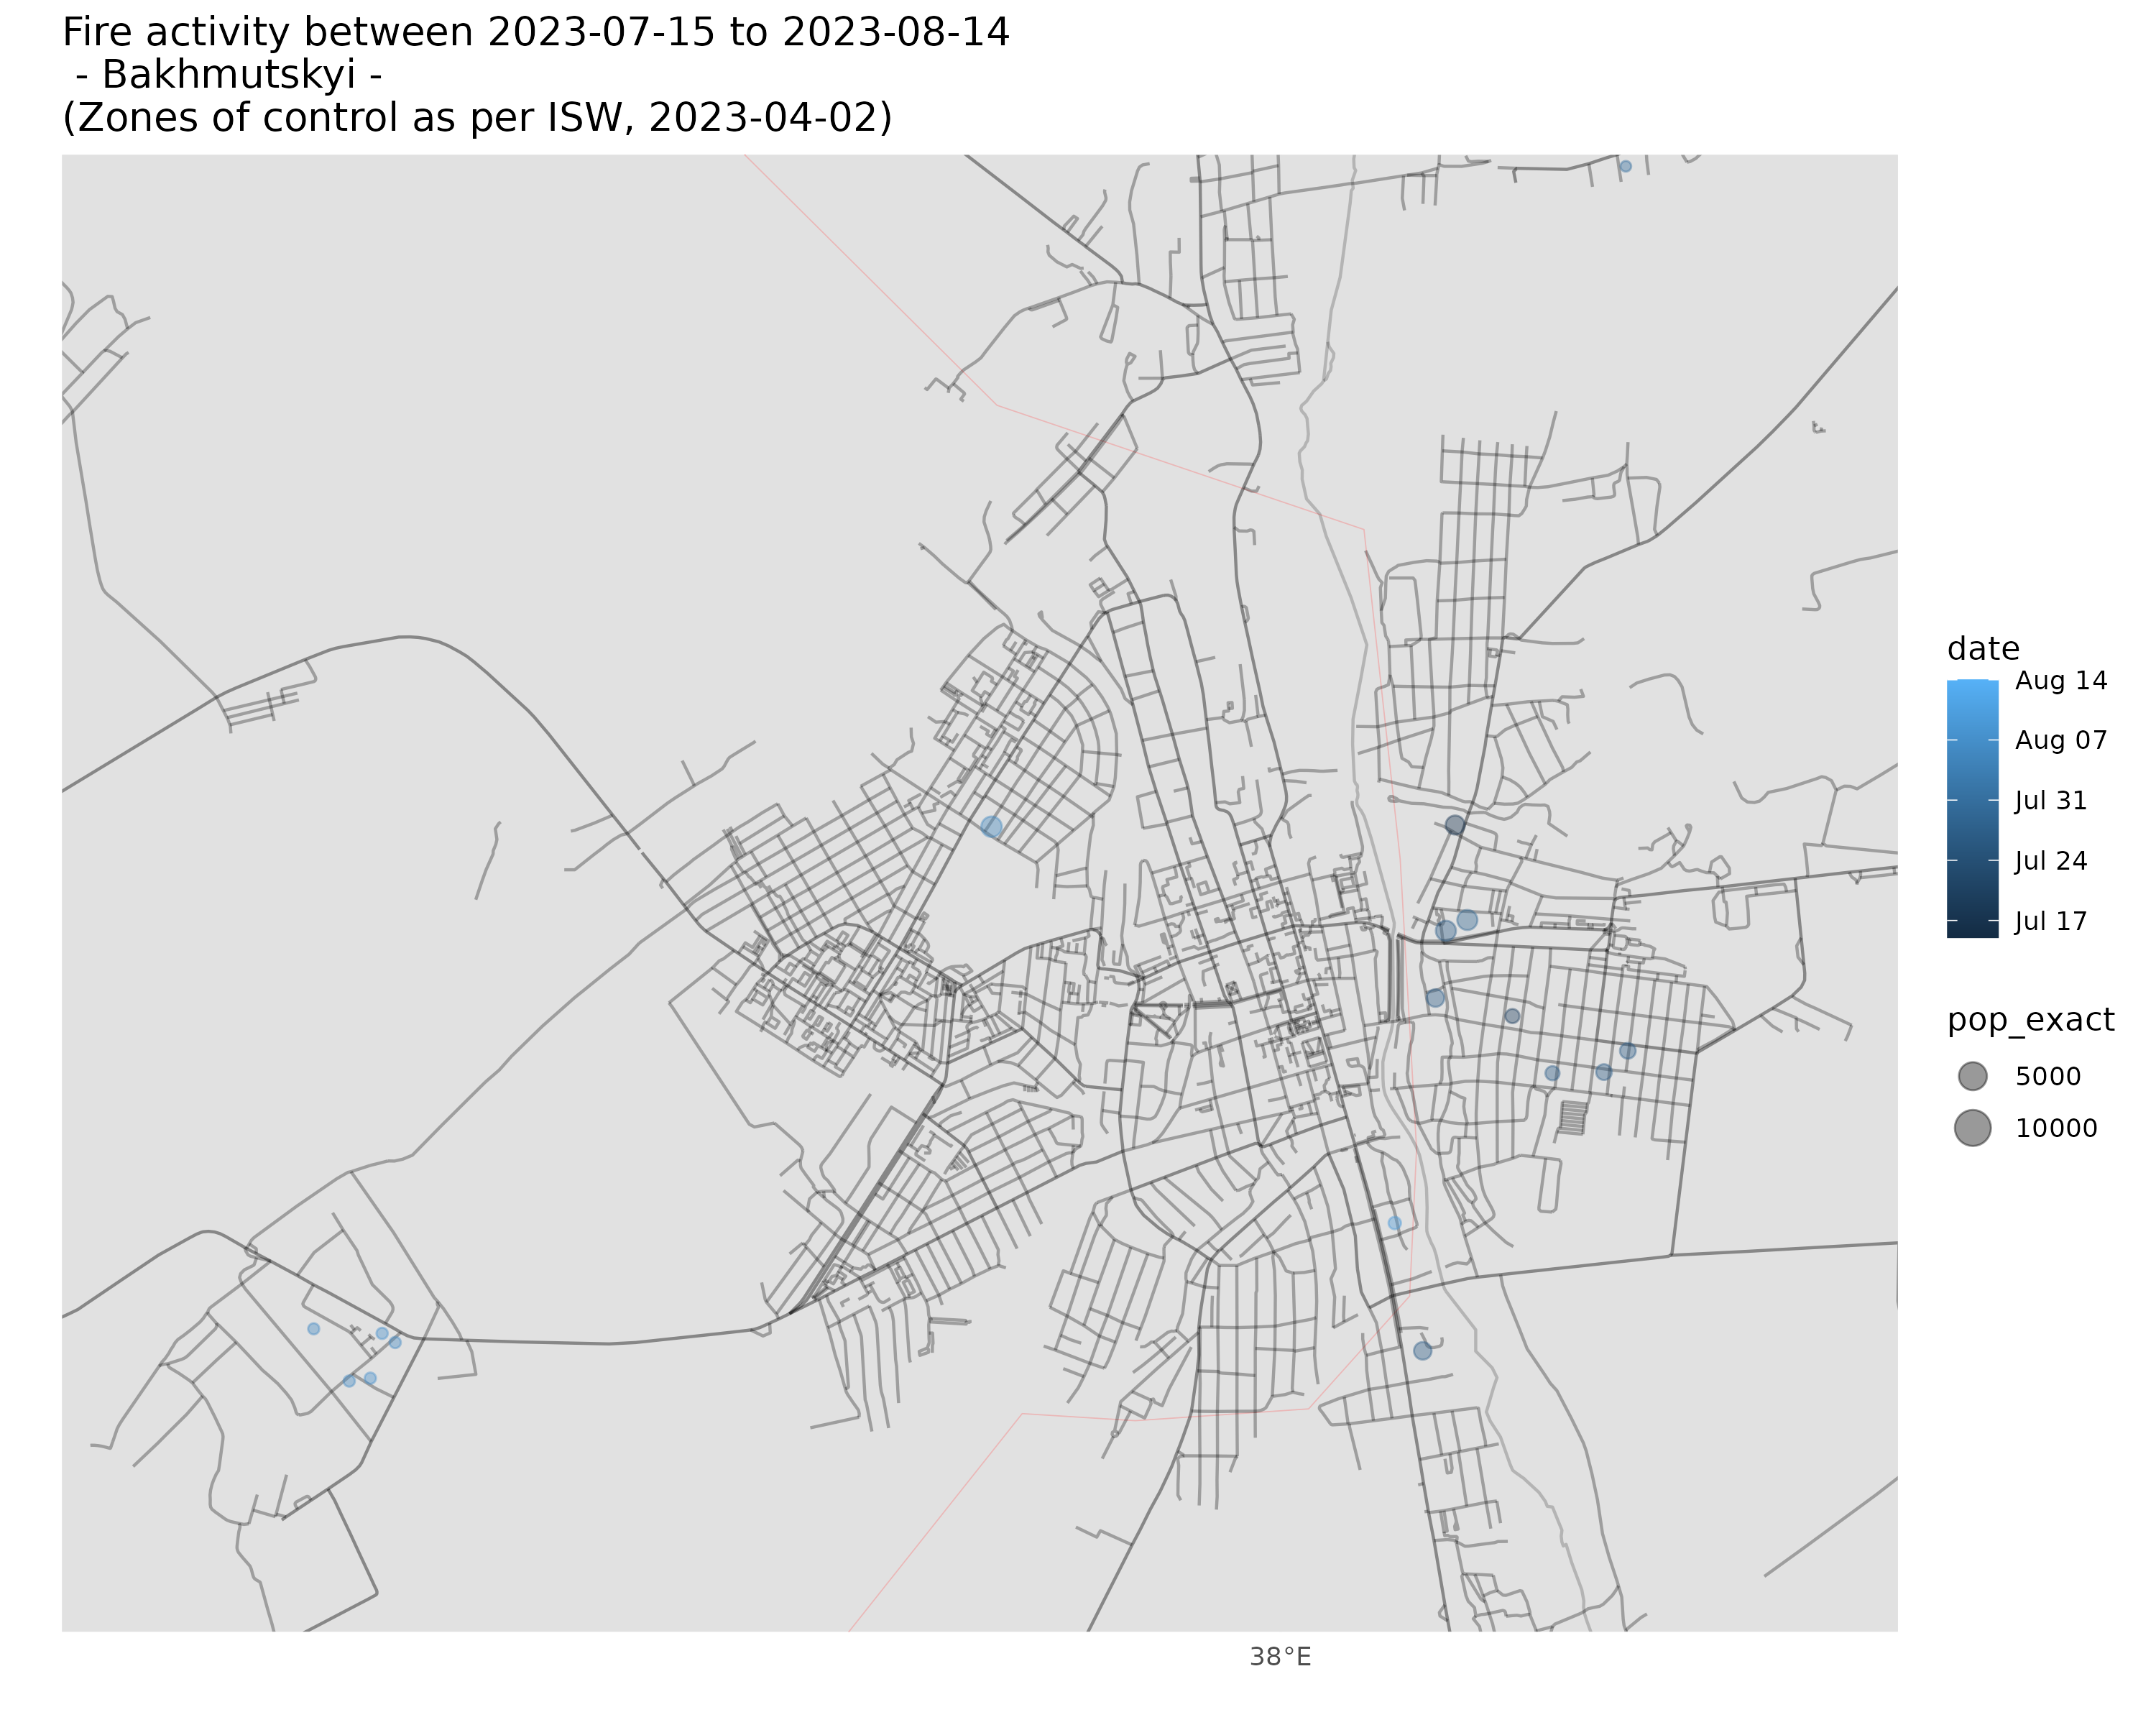 Fire activity between 2023-07-15 to 2023-08-14
- Bakhmutskyi -
(Zones of control as per ISW, 2023-04-02)
date
Aug 14
Aug 07
Jul 31
Jul 24
Jul 17
pop_exact
5000
10000
38°E